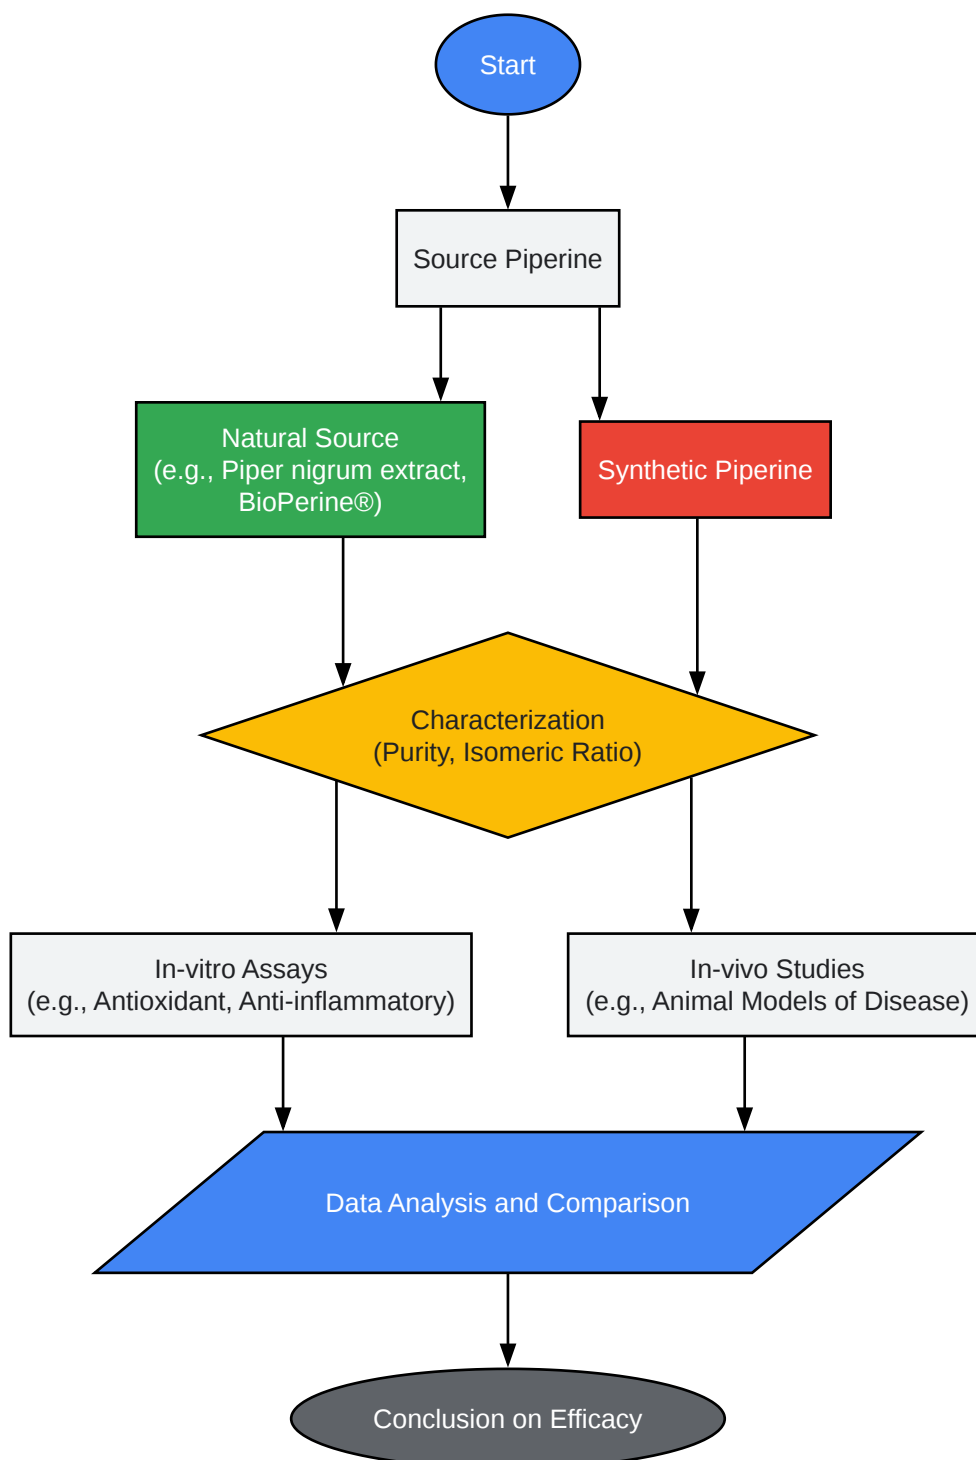 Start
Source Piperine
Natural Source
(e.g., Piper nigrum extract,
BioPerine®)
Synthetic Piperine
Characterization
(Purity, Isomeric Ratio)
In-vitro Assays
(e.g., Antioxidant, Anti-inflammatory)
In-vivo Studies
(e.g., Animal Models of Disease)
Data Analysis and Comparison
Conclusion on Efficacy